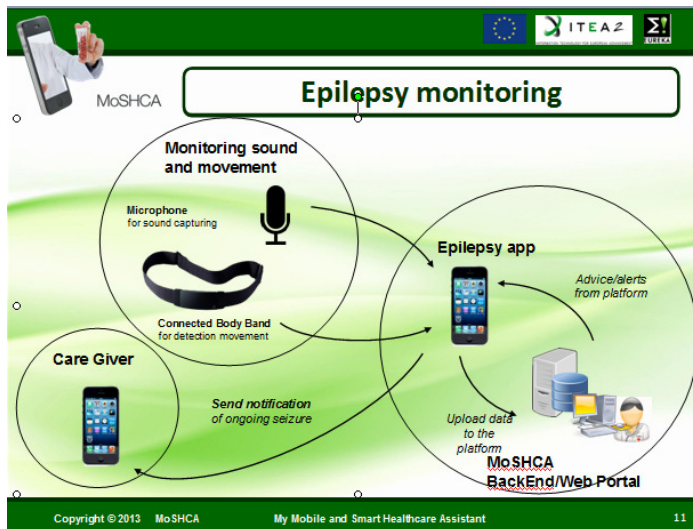 ITEA2
EUREKA
MoSHCA
Epilepsy monitoring
Monitoring sound
and movement
Microphone
for sound capturing
Connected Body Band
for detection movement
Epilepsy app
Advice/alerts
from platform
Care Giver
Send notification
of ongoing seizure
Upload data
to the
platform
MoSHCA
BackEnd/Web Portal
Copyright © 2013 MoSHCA My Mobile and Smart Healthcare Assistant 11